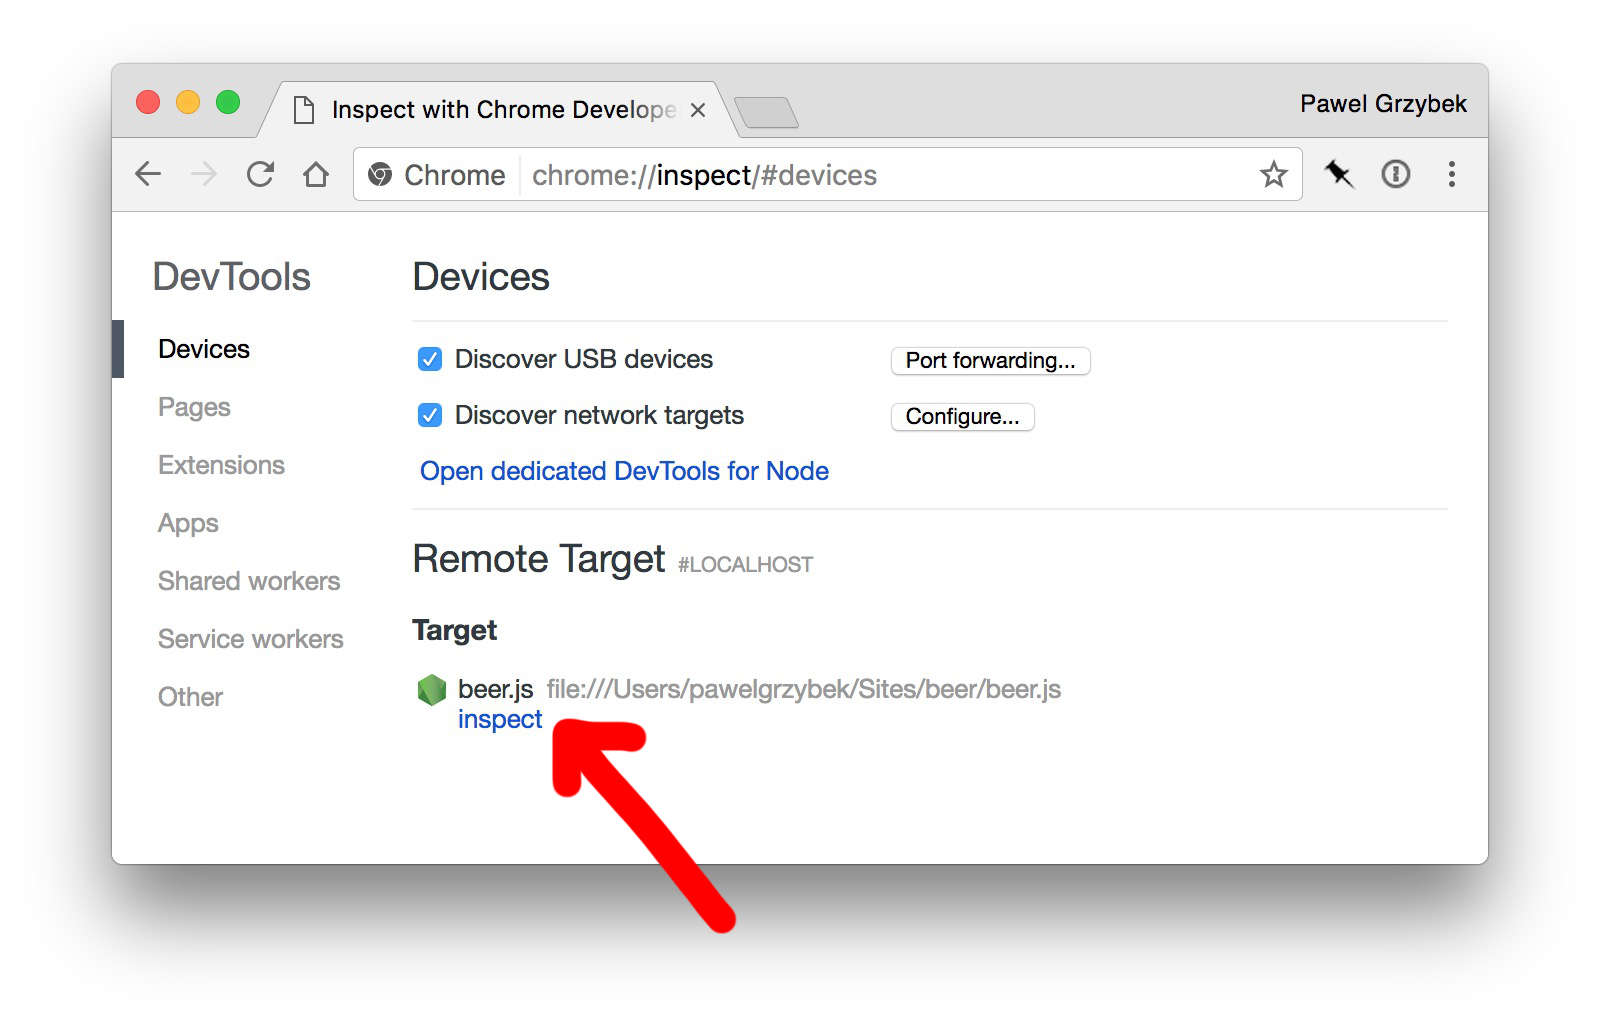 Inspect with Chrome Develope
Pawel Grzybek
Chrome chrome://inspect/#devices
DevTools
Devices
Pages
Extensions
Apps
Shared workers
Service workers
Other
Devices
Discover USB devices Port forwarding...
Discover network targets Configure...
Open dedicated DevTools for Node
Remote Target #LOCALHOST
Target
beer.js file:///Users/pawelgrzybek/Sites/beer/beer.js
inspect